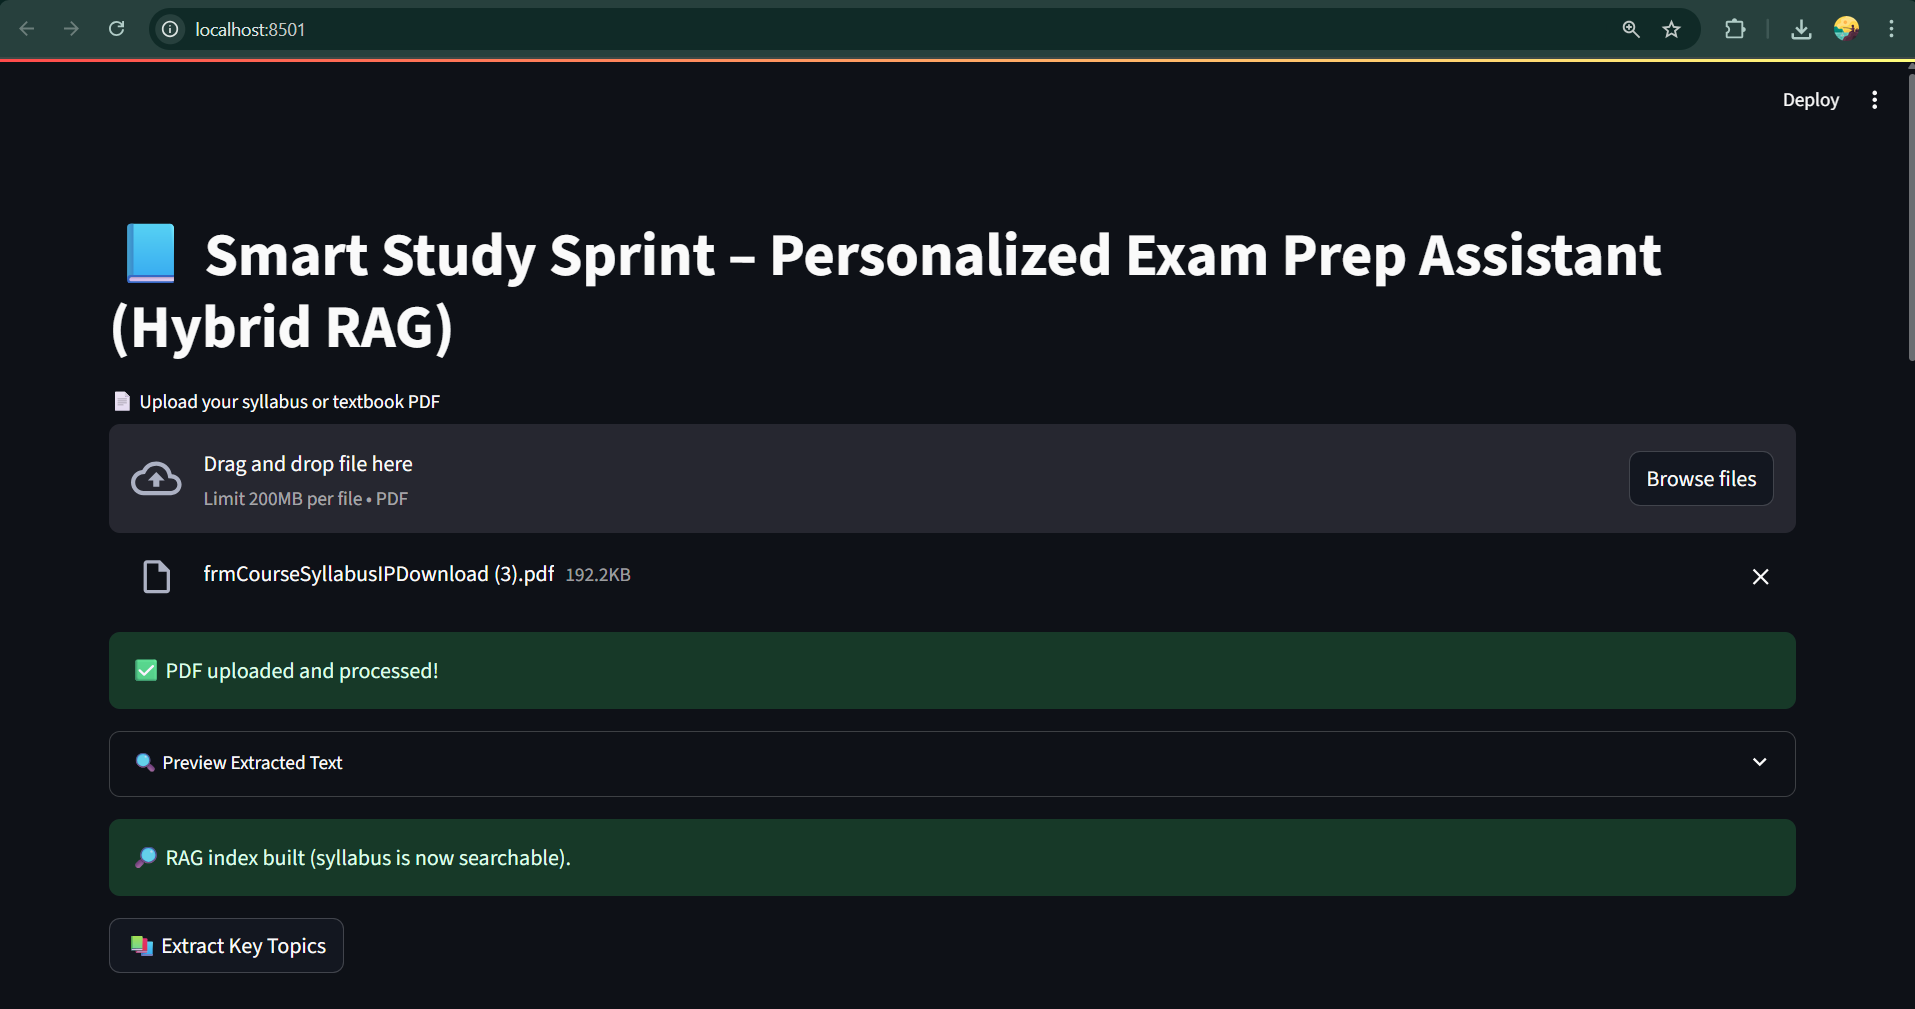 localhost:8501
Deploy
Smart Study Sprint – Personalized Exam Prep Assistant
(Hybrid RAG)
Upload your syllabus or textbook PDF
Drag and drop file here
Limit 200MB per file • PDF
Browse files
frmCourseSyllabusIPDownload (3).pdf 192.2KB
PDF uploaded and processed!
Preview Extracted Text
RAG index built (syllabus is now searchable).
Extract Key Topics